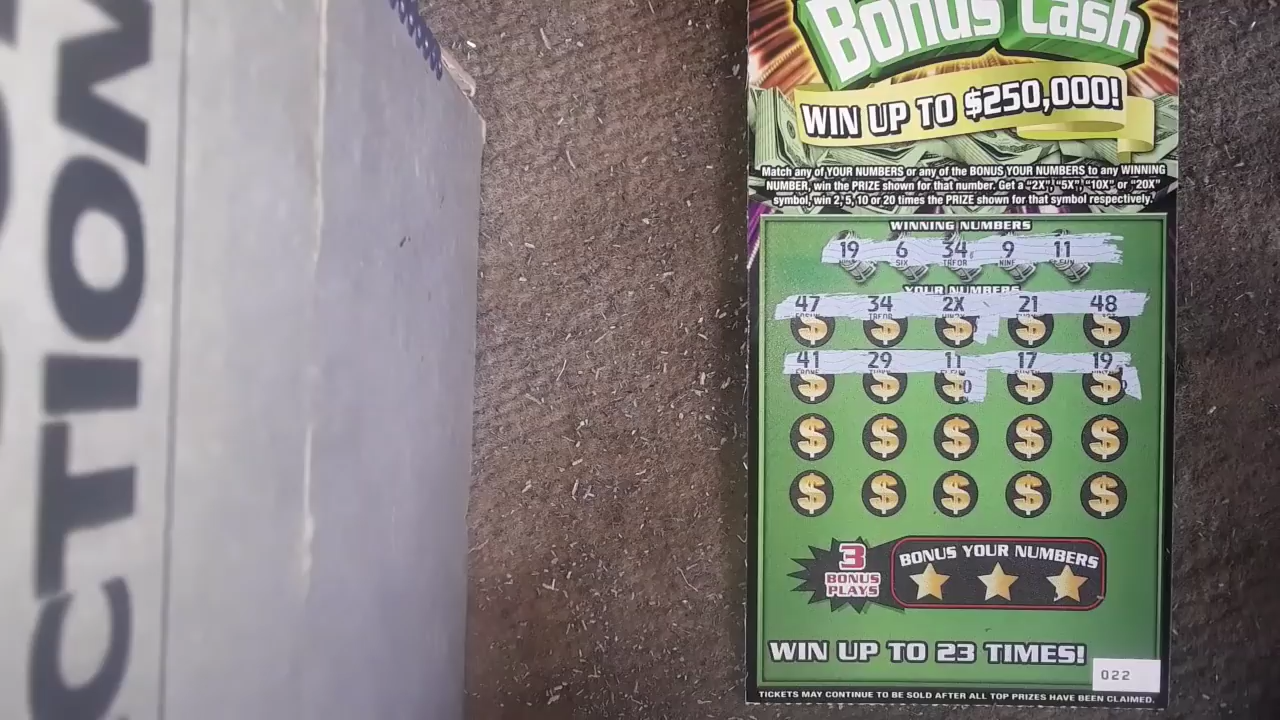 CTION
Bonus Cash
WIN UP TO $250,000!
Match any of YOUR NUMBERS or any of the BONUS YOUR NUMBERS to any WINNING
NUMBER, win the PRIZE shown for that number. Get a "2X", "5X", "10X" or "20X"
symbol, win 2, 5, 10 or 20 times the PRIZE shown for that symbol respectively.
WINNING NUMBERS
19 6 34 9 11
SIX TRFOR NINE
YOUR NUMBERS
47 34 2X 21 48
41 29 11 17 19
3 BONUS YOUR NUMBERS
BONUS
PLAYS
WIN UP TO 23 TIMES!
022
TICKETS MAY CONTINUE TO BE SOLD AFTER ALL TOP PRIZES HAVE BEEN CLAIMED.